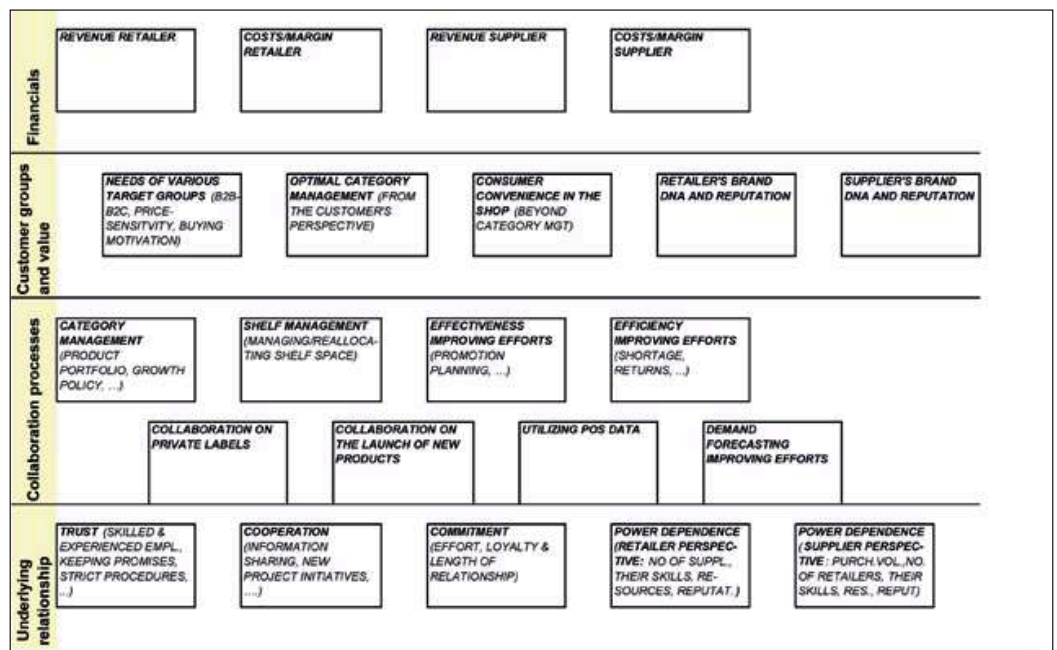 Financials
REVENUE RETAILER
COSTS/MARGIN
RETAILER
REVENUE SUPPLIER
COSTS/MARGIN
SUPPLIER
Customer groups
and value
NEEDS OF VARIOUS
TARGET GROUPS (B2B-
B2C, PRICE-
SENSITVITY, BUYING
MOTIVATION)
OPTIMAL CATEGORY
MANAGEMENT (FROM
THE CUSTOMER'S
PERSPECTIVE)
CONSUMER
CONVENIENCE IN THE
SHOP (BEYOND
CATEGORY MGT)
RETAILER'S BRAND
DNA AND REPUTATION
SUPPLIER'S BRAND
DNA AND REPUTATION
Collaboration processes
CATEGORY
MANAGEMENT
(PRODUCT
PORTFOLIO, GROWTH
POLICY, ...)
SHELF MANAGEMENT
(MANAGING/REALLOCA-
TING SHELF SPACE)
EFFECTIVENESS
IMPROVING EFFORTS
(PROMOTION
PLANNING, ...)
EFFICIENCY
IMPROVING EFFORTS
(SHORTAGE,
RETURNS, ...)
COLLABORATION ON
PRIVATE LABELS
COLLABORATION ON
THE LAUNCH OF NEW
PRODUCTS
UTILIZING POS DATA
DEMAND
FORECASTING
IMPROVING EFFORTS
Underlying
relationship
TRUST (SKILLED &
EXPERIENCED EMPL.,
KEEPING PROMISES,
STRICT PROCEDURES,
...)
COOPERATION
(INFORMATION
SHARING, NEW
PROJECT INITIATIVES,
....)
COMMITMENT
(EFFORT, LOYALTY &
LENGTH OF
RELATIONSHIP)
POWER DEPENDENCE
(RETAILER PERSPEC-
TIVE: NO OF SUPPL.,
THEIR SKILLS, RE-
SOURCES, REPUTAT. )
POWER DEPENDENCE
(SUPPLIER PERSPEC-
TIVE: PURCH.VOL.,NO.
OF RETAILERS, THEIR
SKILLS, RES., REPUT)